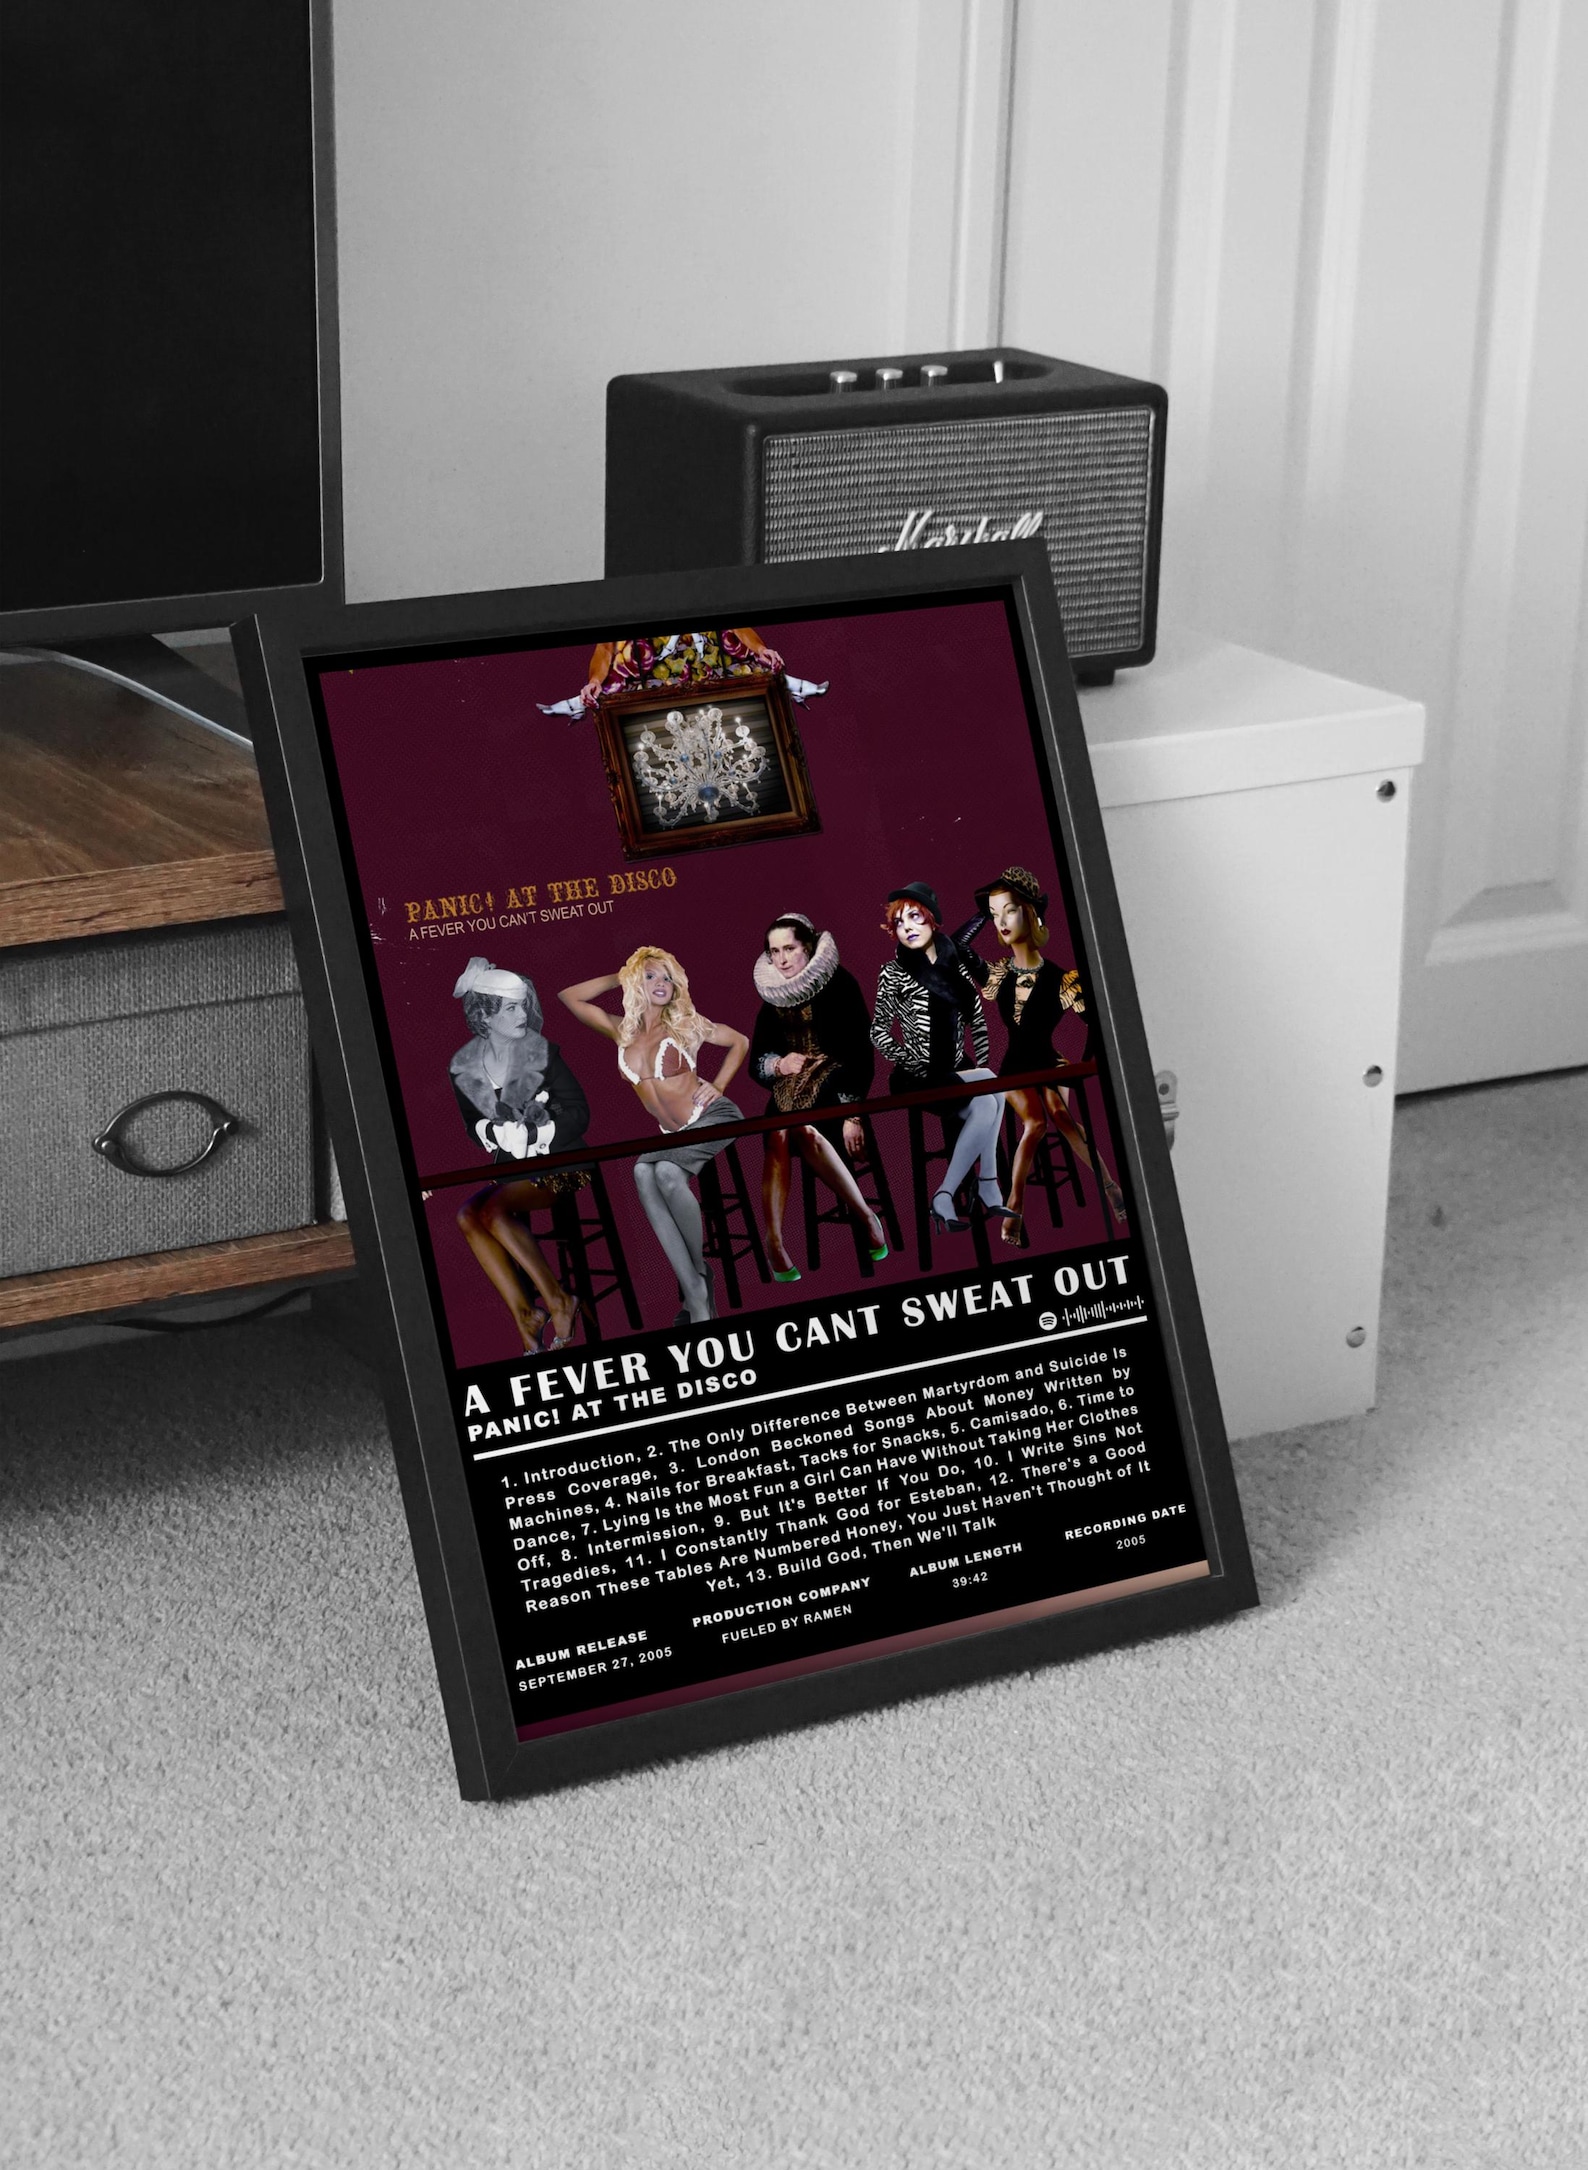 Marshall
PANIC! AT THE DISCO
A FEVER YOU CAN'T SWEAT OUT
A FEVER YOU CANT SWEAT OUT
PANIC! AT THE DISCO
1. Introduction, 2. The Only Difference Between Martyrdom and Suicide Is
Press Coverage, 3. London Beckoned Songs About Money Written by
Machines, 4. Nails for Breakfast, Tacks for Snacks, 5. Camisado, 6. Time to
Dance, 7. Lying Is the Most Fun a Girl Can Have Without Taking Her Clothes
Off, 8. Intermission, 9. But It's Better If You Do, 10. I Write Sins Not
Tragedies, 11. I Constantly Thank God for Esteban, 12. There's a Good
Reason These Tables Are Numbered Honey, You Just Haven't Thought of It
Yet, 13. Build God, Then We'll Talk
ALBUM RELEASE
SEPTEMBER 27, 2005
PRODUCTION COMPANY
FUELED BY RAMEN
ALBUM LENGTH
39:42
RECORDING DATE
2005